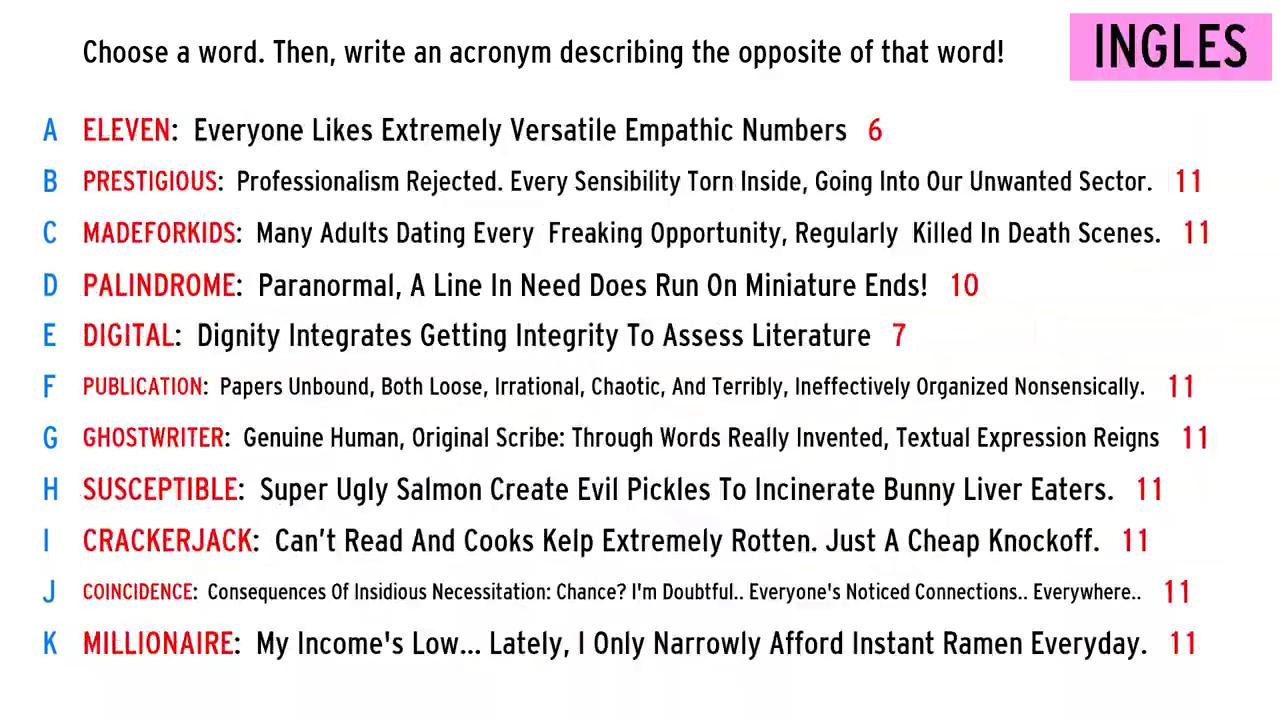 Choose a word. Then, write an acronym describing the opposite of that word!
INGLES
A ELEVEN: Everyone Likes Extremely Versatile Empathic Numbers 6
B PRESTIGIOUS: Professionalism Rejected. Every Sensibility Torn Inside, Going Into Our Unwanted Sector. 11
C MADEFORKIDS: Many Adults Dating Every Freaking Opportunity, Regularly Killed In Death Scenes. 11
D PALINDROME: Paranormal, A Line In Need Does Run On Miniature Ends! 10
E DIGITAL: Dignity Integrates Getting Integrity To Assess Literature 7
F PUBLICATION: Papers Unbound, Both Loose, Irrational, Chaotic, And Terribly, Ineffectively Organized Nonsensically. 11
G GHOSTWRITER: Genuine Human, Original Scribe: Through Words Really Invented, Textual Expression Reigns 11
H SUSCEPTIBLE: Super Ugly Salmon Create Evil Pickles To Incinerate Bunny Liver Eaters. 11
I CRACKERJACK: Can't Read And Cooks Kelp Extremely Rotten. Just A Cheap Knockoff. 11
J COINCIDENCE: Consequences Of Insidious Necessitation: Chance? I'm Doubtful.. Everyone's Noticed Connections.. Everywhere.. 11
K MILLIONAIRE: My Income's Low... Lately, I Only Narrowly Afford Instant Ramen Everyday. 11